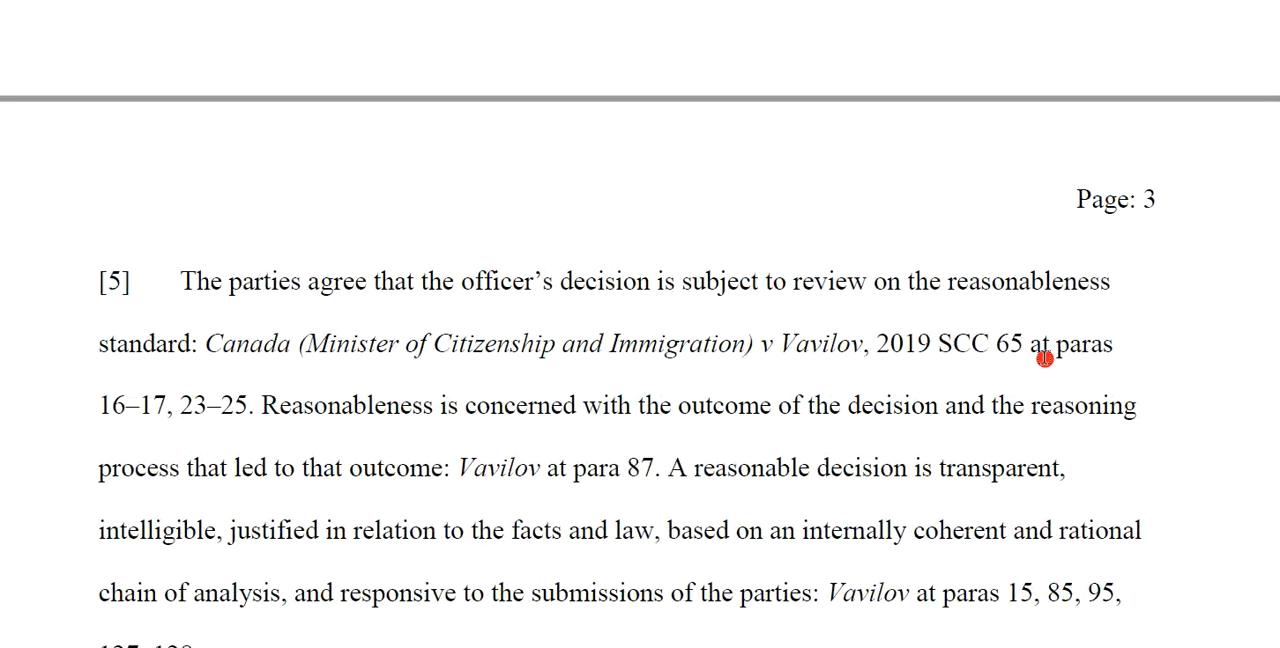 Page: 3
[5] The parties agree that the officer’s decision is subject to review on the reasonableness
standard: Canada (Minister of Citizenship and Immigration) v Vavilov, 2019 SCC 65 at paras
16–17, 23–25. Reasonableness is concerned with the outcome of the decision and the reasoning
process that led to that outcome: Vavilov at para 87. A reasonable decision is transparent,
intelligible, justified in relation to the facts and law, based on an internally coherent and rational
chain of analysis, and responsive to the submissions of the parties: Vavilov at paras 15, 85, 95,